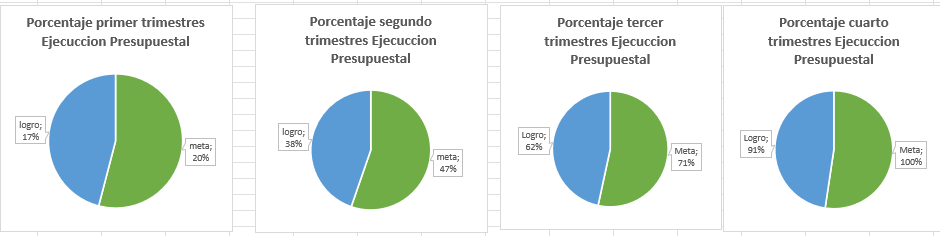 Porcentaje primer trimestres
Ejecuccion Presupuestal
logro;
17%
meta;
20%
Porcentaje segundo
trimestres Ejecuccion
Presupuestal
logro;
38%
meta;
47%
Porcentaje tercer
trimestres Ejecuccion
Presupuestal
Logro;
62%
Meta;
71%
Porcentaje cuarto
trimestres Ejecuccion
Presupuestal
Logro;
91%
Meta;
100%